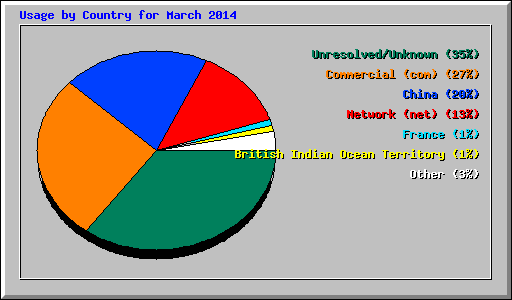 Usage by Country for March 2014
Unresolved/Unknown (35%)
Commercial (com) (27%)
China (20%)
Network (net) (13%)
France (1%)
British Indian Ocean Territory (1%)
Other (3%)